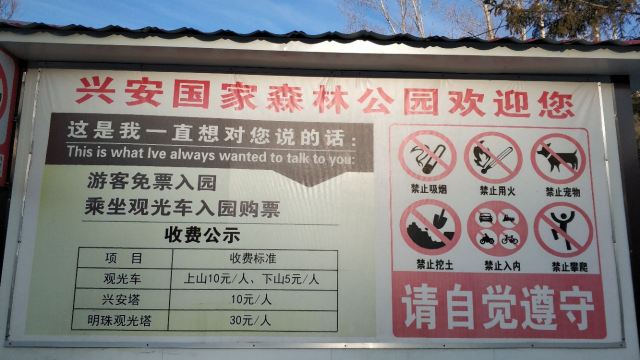 兴安国家森林公园欢迎您
这是我一直想对您说的话：
This is what Ive always wanted to talk to you:
游客免票入园
乘坐观光车入园购票
收费公示
项 目 收费标准
观光车 上山10元/人、下山5元/人
兴安塔 10元/人
明珠观光塔 30元/人
禁止吸烟 禁止用火 禁止宠物
禁止挖土 禁止入内 禁止攀爬
请自觉遵守